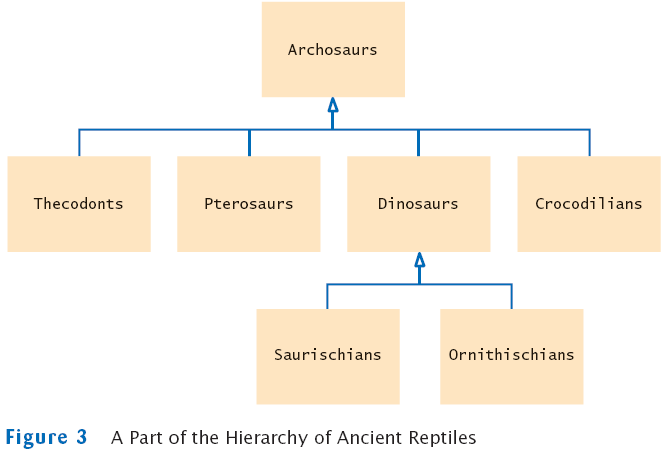 Archosaurs
Thecodonts
Pterosaurs
Dinosaurs
Crocodilians
Saurischians
Ornithischians
Figure 3 A Part of the Hierarchy of Ancient Reptiles